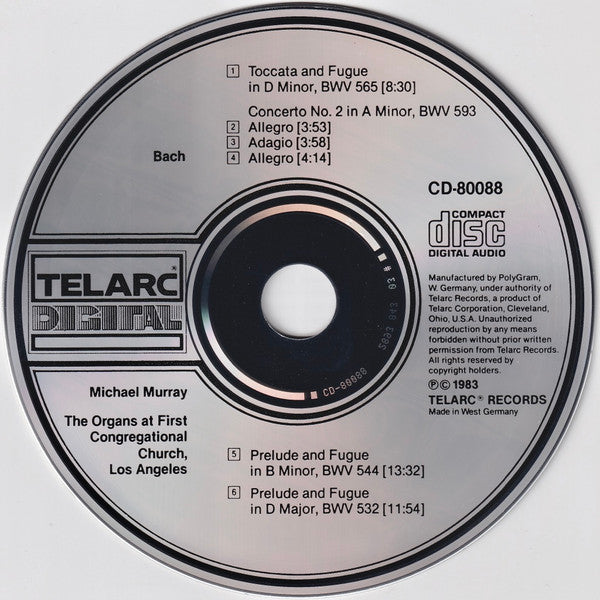 1 Toccata and Fugue
in D Minor, BWV 565 [8:30]
Concerto No. 2 in A Minor, BWV 593
2 Allegro [3:53]
3 Adagio [3:58]
4 Allegro [4:14]
Bach
CD-80088
COMPACT
disc
DIGITAL AUDIO
TELARC®
DIGITAL
Manufactured by PolyGram,
W. Germany, under authority of
Telarc Records, a product of
Telarc Corporation, Cleveland,
Ohio, U.S.A. Unauthorized
reproduction by any means
forbidden without prior written
permission from Telarc Records.
All rights reserved by
copyright holders.
℗ © 1983
TELARC® RECORDS
Made in West Germany
CD-80088
Michael Murray
The Organs at First
Congregational
Church,
Los Angeles
5 Prelude and Fugue
in B Minor, BWV 544 [13:32]
6 Prelude and Fugue
in D Major, BWV 532 [11:54]